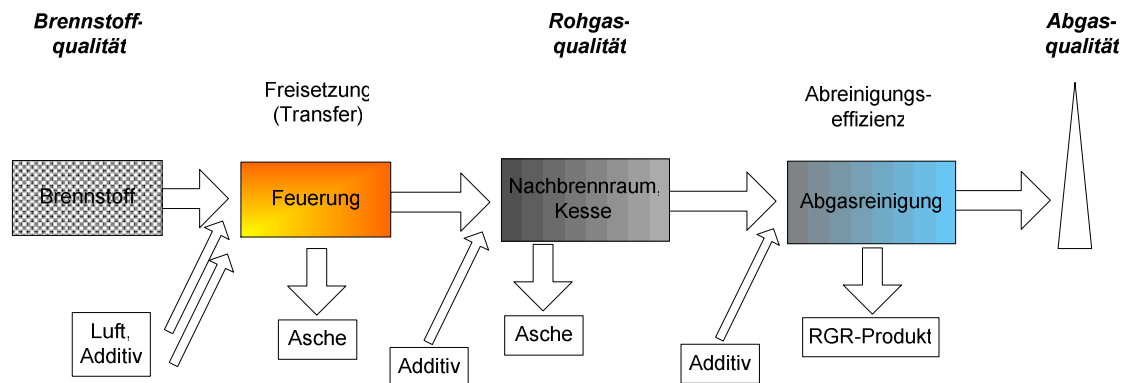 Brennstoff-
qualität
Rohgas-
qualität
Abgas-
qualität
Freisetzung
(Transfer)
Abreinigungs-
effizienz
Brennstoff
Feuerung
Nachbrennraum,
Kesse
Abgasreinigung
Luft,
Additiv
Asche
Additiv
Asche
Additiv
RGR-Produkt